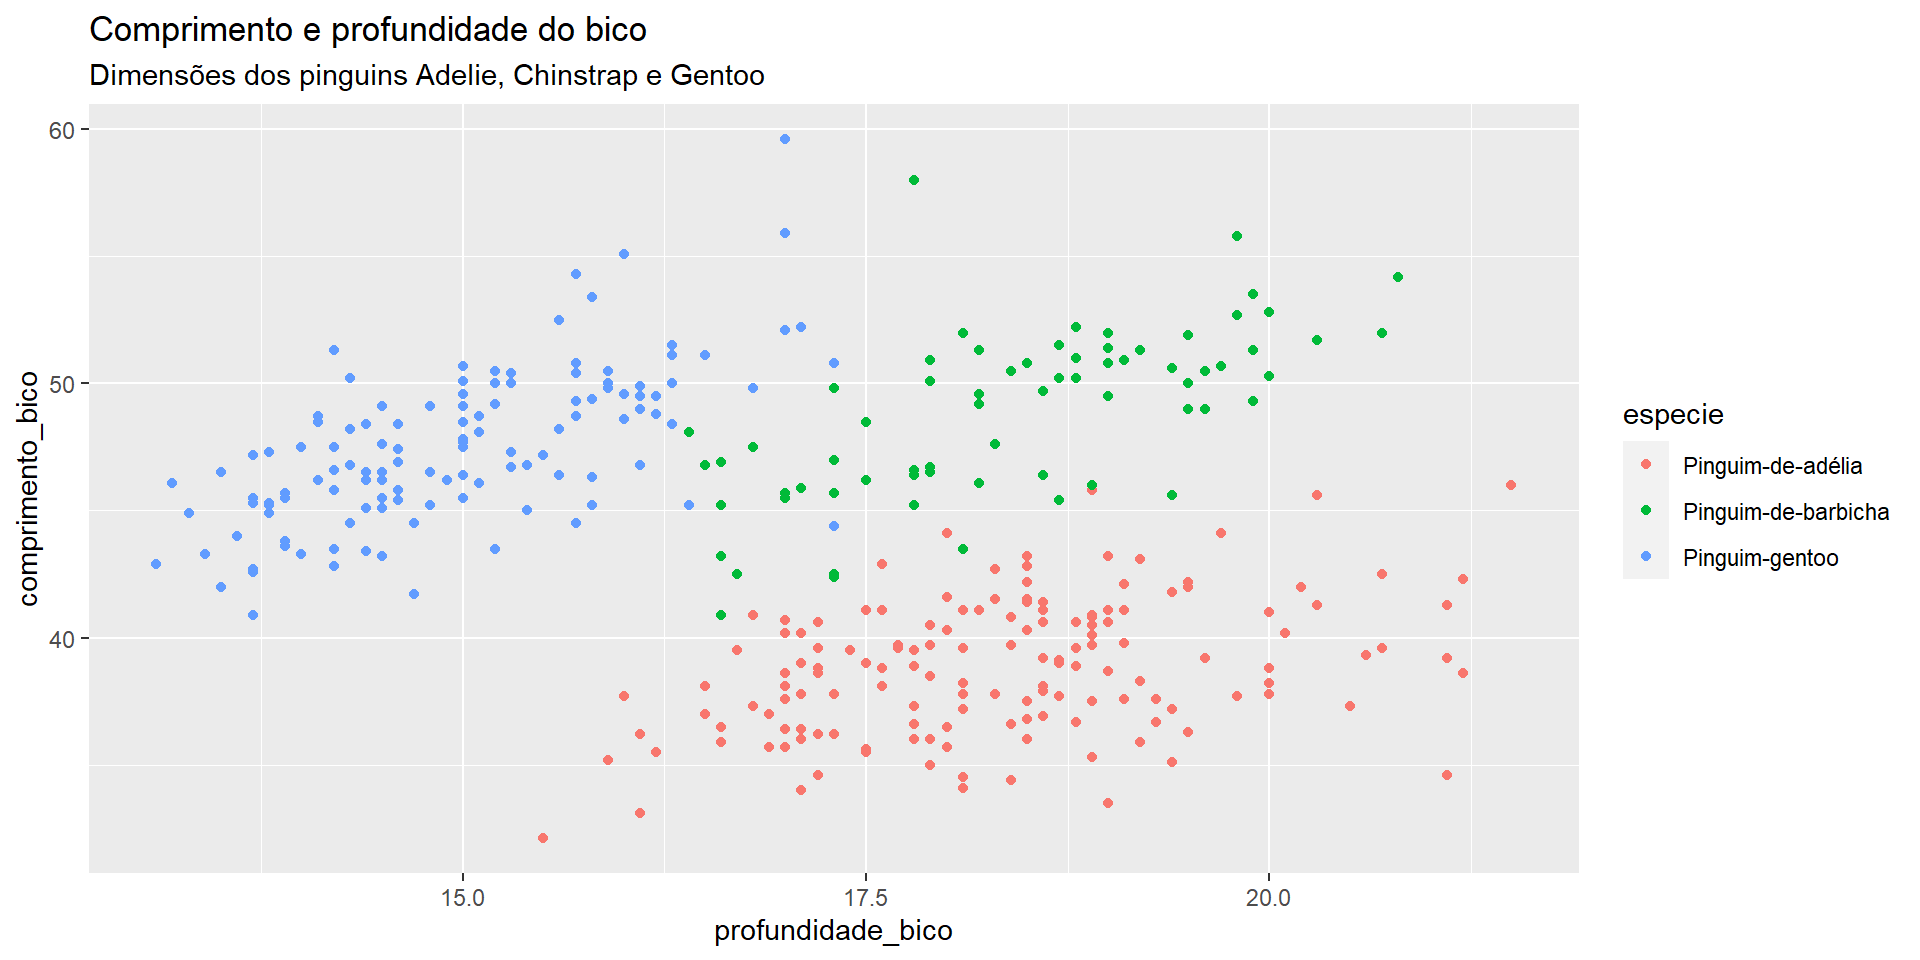 Comprimento e profundidade do bico
Dimensões dos pinguins Adelie, Chinstrap e Gentoo
60
50
40
comprimento_bico
15.0
17.5
20.0
profundidade_bico
especie
Pinguim-de-adélia
Pinguim-de-barbicha
Pinguim-gentoo